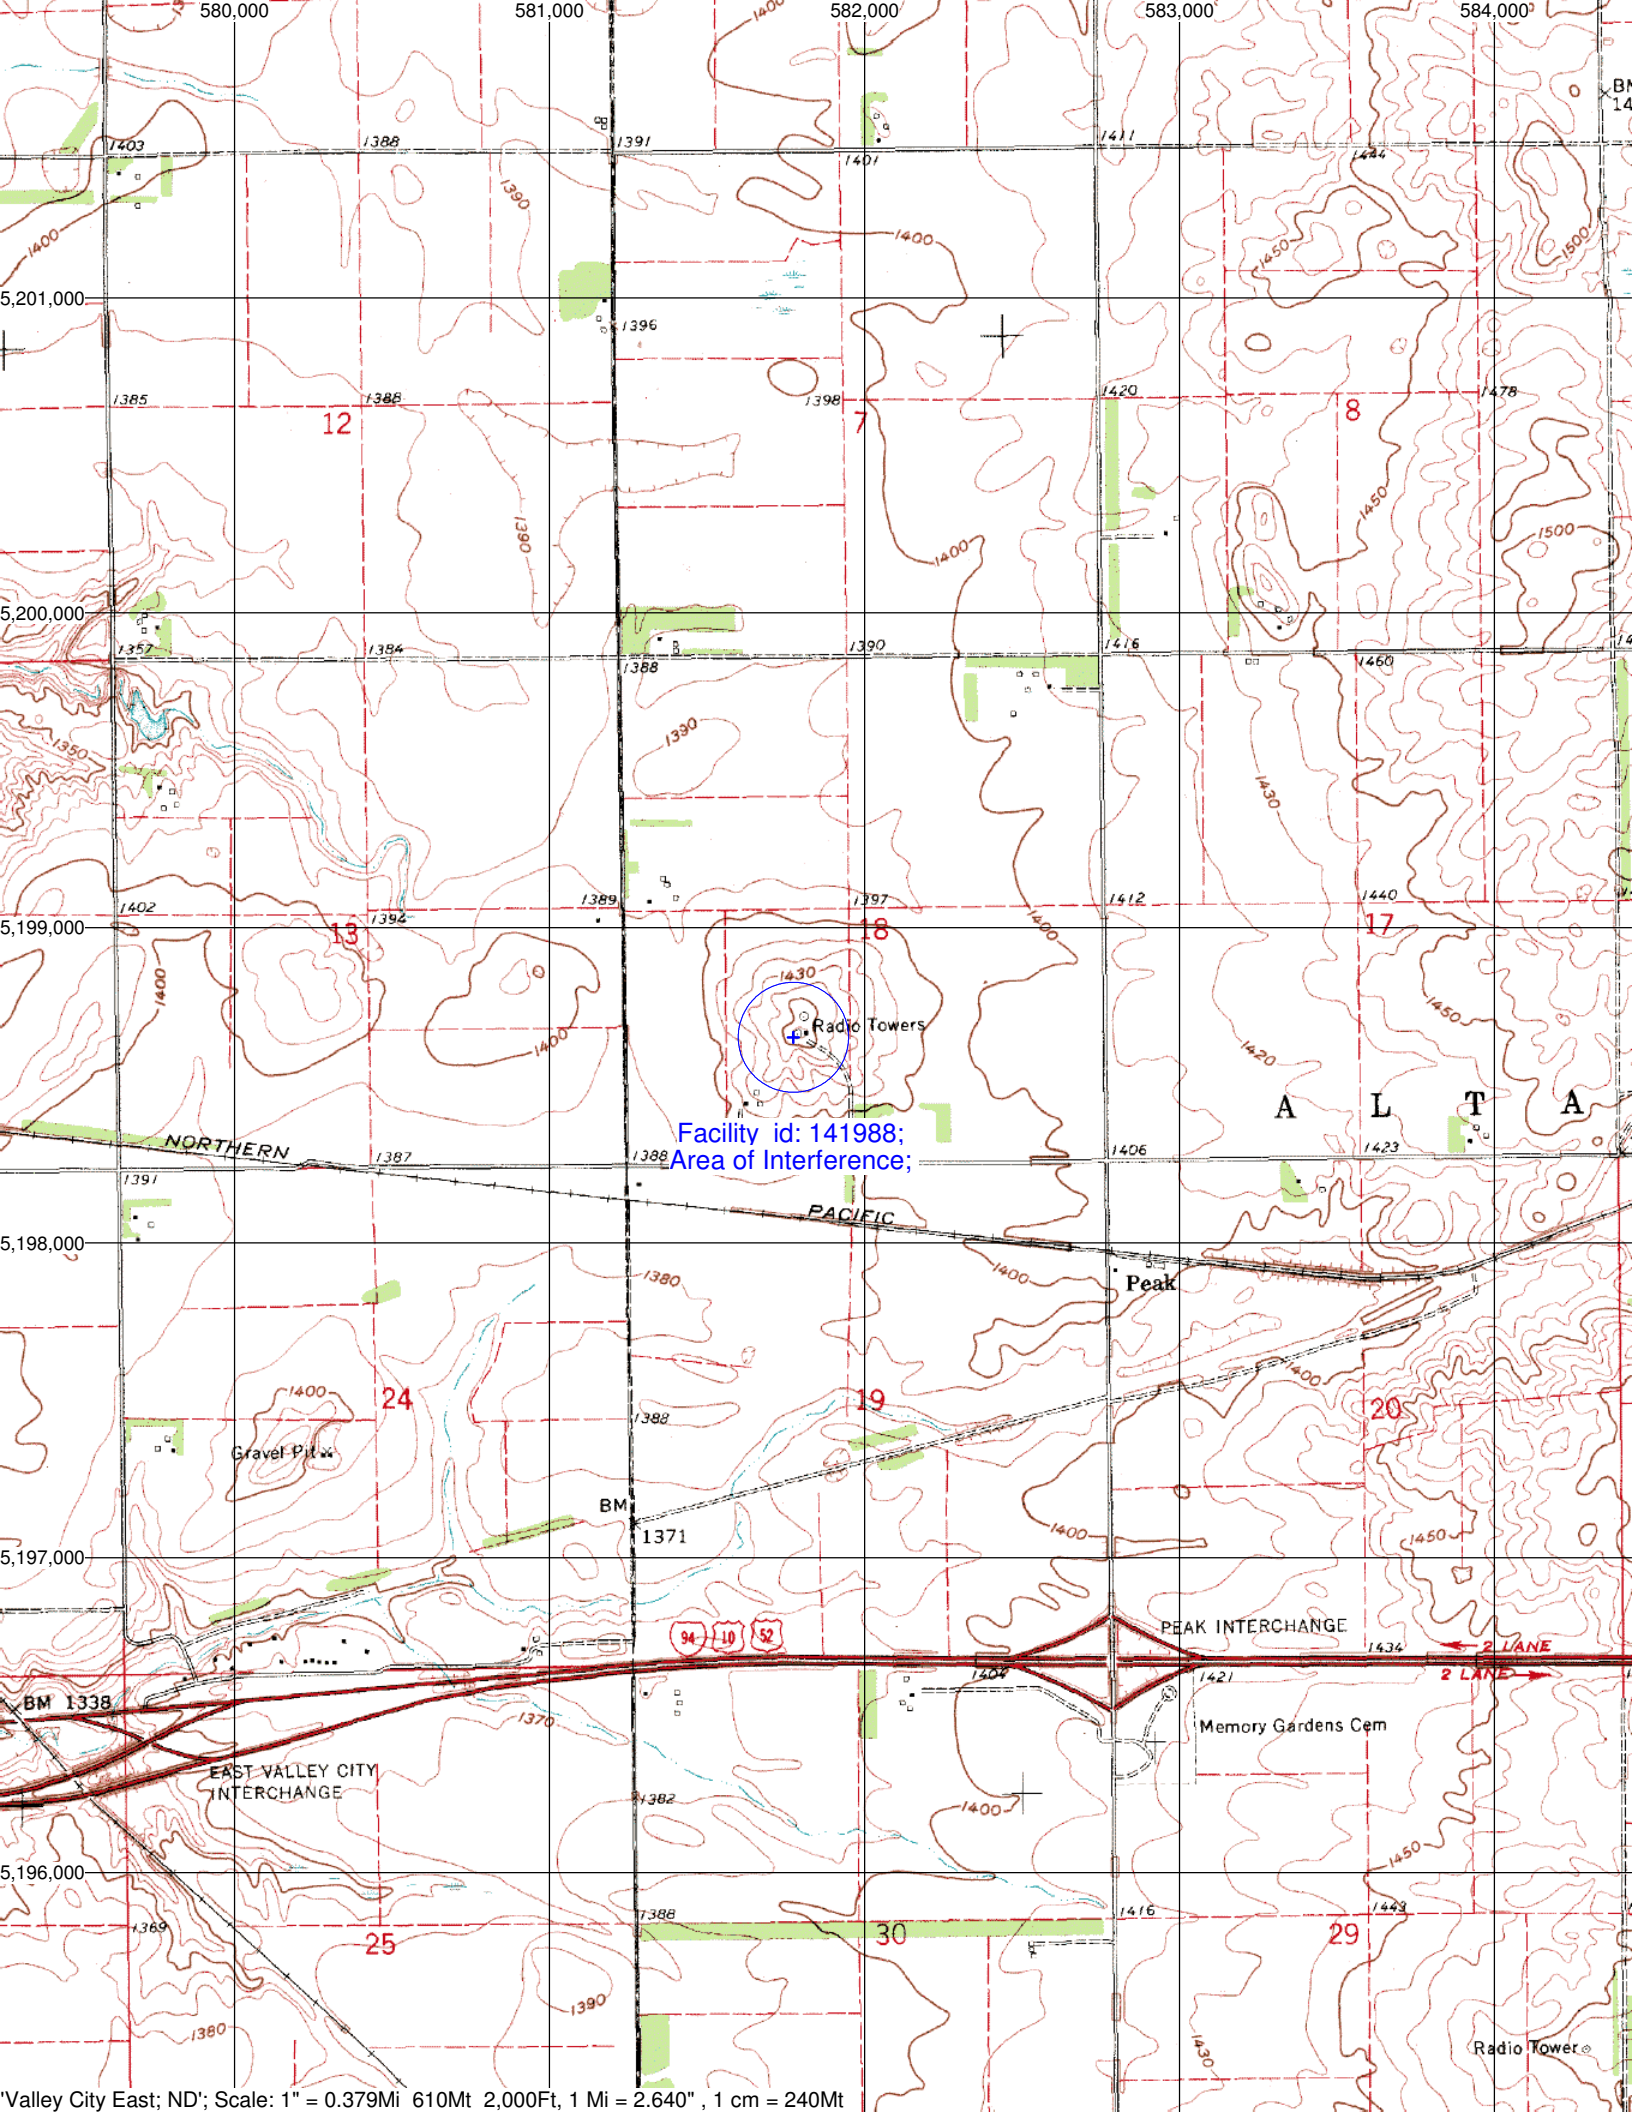 580,000 581,000 582,000 583,000 584,000
1400
BM
14
1403 1388 1391 1401 1411 1444
1390
1400 1400 1450 1500
5,201,000
1396
1385 1388 1398 1420 1478
12 7 8
1390 1400 1450 1500
5,200,000
1357 1384 1388 1390 1416 1460
1350 1390 1430
1402 1394 1389 1397 1412 1440
5,199,000
13 18 17
1400 1430 1400 1450
Radio Towers
1400 1420
A L T A
Facility id: 141988;
Area of Interference;
NORTHERN
1387 1388 1406 1423
1391
PACIFIC
5,198,000
1380 1400
Peak
1400
1400
24 19 20
1388
Gravel Pit
BM
1371
1400 1450
5,197,000
94 10 52
PEAK INTERCHANGE
1404 1434 2 LANE
1421 2 LANE
BM 1338
1370
Memory Gardens Cem
EAST VALLEY CITY
INTERCHANGE
1382 1400
1450
5,196,000
1369 1388 1416 1443
25 30 29
1390
1380 1430
Radio Tower
'Valley City East; ND'; Scale: 1" = 0.379Mi 610Mt 2,000Ft, 1 Mi = 2.640" , 1 cm = 240Mt